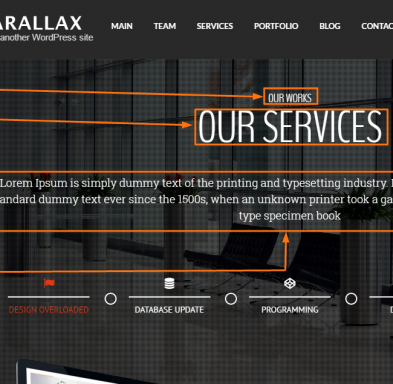 ARALLAX
another WordPress site
MAIN TEAM SERVICES PORTFOLIO BLOG CONTAC
OUR WORKS
OUR SERVICES
Lorem Ipsum is simply dummy text of the printing and typesetting industry.
andard dummy text ever since the 1500s, when an unknown printer took a ga
type specimen book
DESIGN OVERLOADED DATABASE UPDATE PROGRAMMING